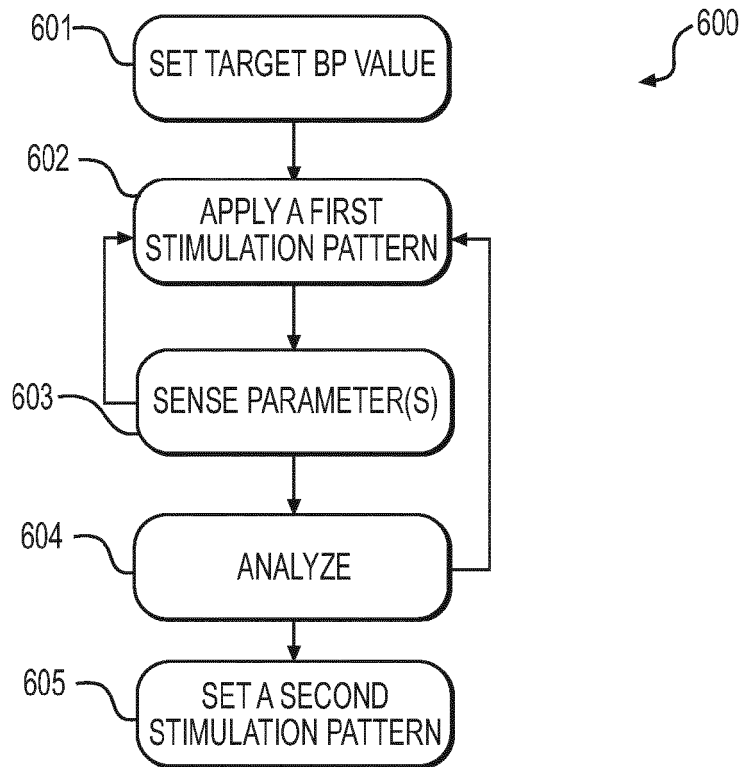 601
SET TARGET BP VALUE
600
602
APPLY A FIRST
STIMULATION PATTERN
603
SENSE PARAMETER(S)
604
ANALYZE
605
SET A SECOND
STIMULATION PATTERN